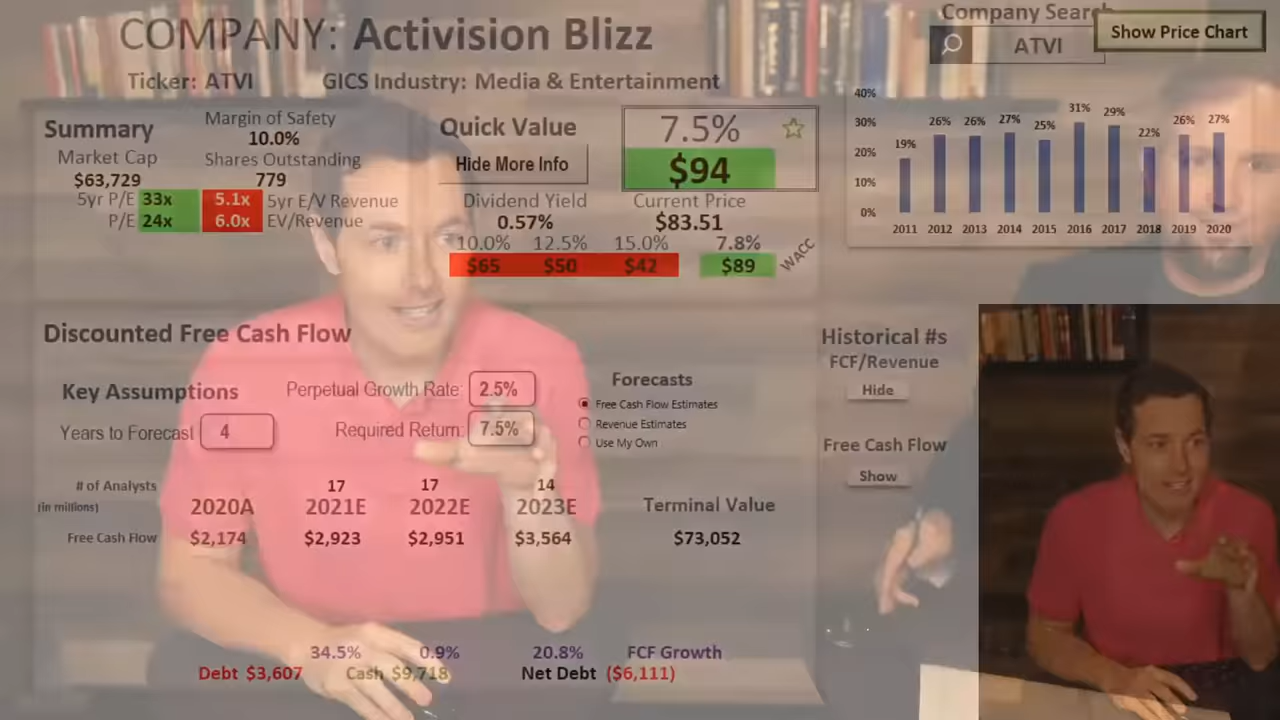 COMPANY: Activision Blizz
Ticker: ATVI GICS Industry: Media & Entertainment
Company Search
ATVI
Show Price Chart
Summary
Margin of Safety
10.0%
Market Cap
$63,729
Shares Outstanding
779
5yr P/E 33x 5.1x 5yr E/V Revenue
P/E 24x 6.0x EV/Revenue
Quick Value
Hide More Info
7.5%
$94
Dividend Yield
0.57%
Current Price
$83.51
10.0% 12.5% 15.0% 7.8%
$65 $50 $42 $89 WACC
40%
30%
20%
10%
0%
19% 26% 26% 27% 25% 31% 29% 22% 26% 27%
2011 2012 2013 2014 2015 2016 2017 2018 2019 2020
Discounted Free Cash Flow
Key Assumptions
Years to Forecast 4
Perpetual Growth Rate: 2.5%
Required Return: 7.5%
Forecasts
Free Cash Flow Estimates
Revenue Estimates
Use My Own
Historical #s
FCF/Revenue
Hide
Free Cash Flow
Show
# of Analysts 17 17 14
(in millions) 2020A 2021E 2022E 2023E Terminal Value
Free Cash Flow $2,174 $2,923 $2,951 $3,564 $73,052
34.5% 0.9% 20.8% FCF Growth
Debt $3,607 Cash $9,718 Net Debt ($6,111)